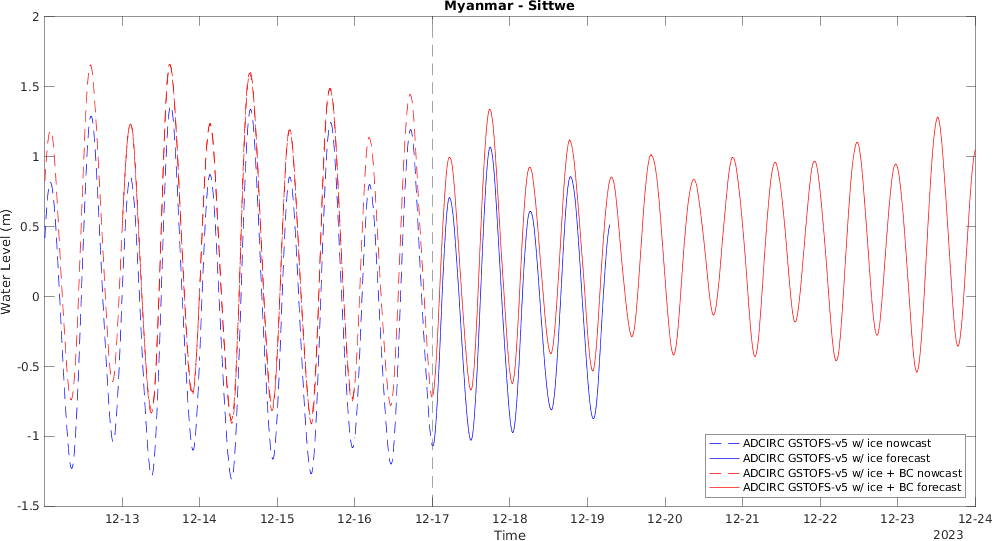 Myanmar - Sittwe
2
1.5
1
0.5
0
-0.5
-1
-1.5
Water Level (m)
ADCIRC GSTOFS-v5 w/ ice nowcast
ADCIRC GSTOFS-v5 w/ ice forecast
ADCIRC GSTOFS-v5 w/ ice + BC nowcast
ADCIRC GSTOFS-v5 w/ ice + BC forecast
12-13 12-14 12-15 12-16 12-17 12-18 12-19 12-20 12-21 12-22 12-23 12-24
Time
2023